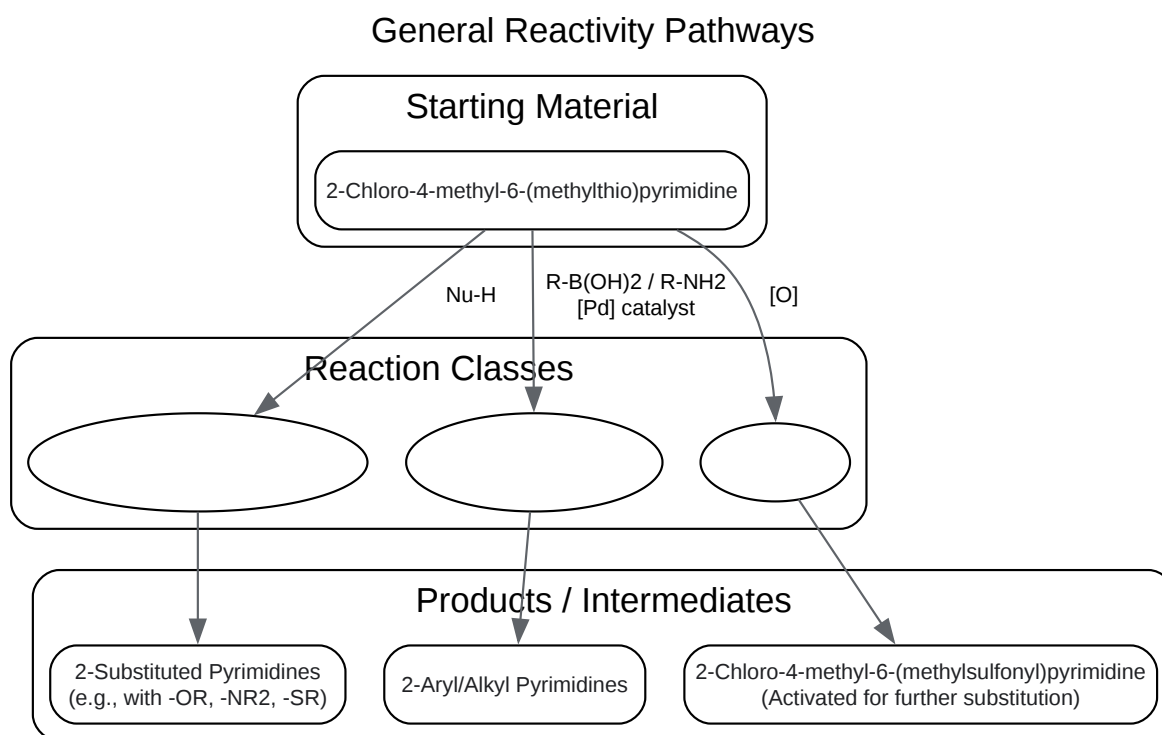 General Reactivity Pathways
Starting Material
2-Chloro-4-methyl-6-(methylthio)pyrimidine
Nu-H
R-B(OH)2 / R-NH2
[Pd] catalyst
[O]
Reaction Classes
Products / Intermediates
2-Substituted Pyrimidines
(e.g., with -OR, -NR2, -SR)
2-Aryl/Alkyl Pyrimidines
2-Chloro-4-methyl-6-(methylsulfonyl)pyrimidine
(Activated for further substitution)